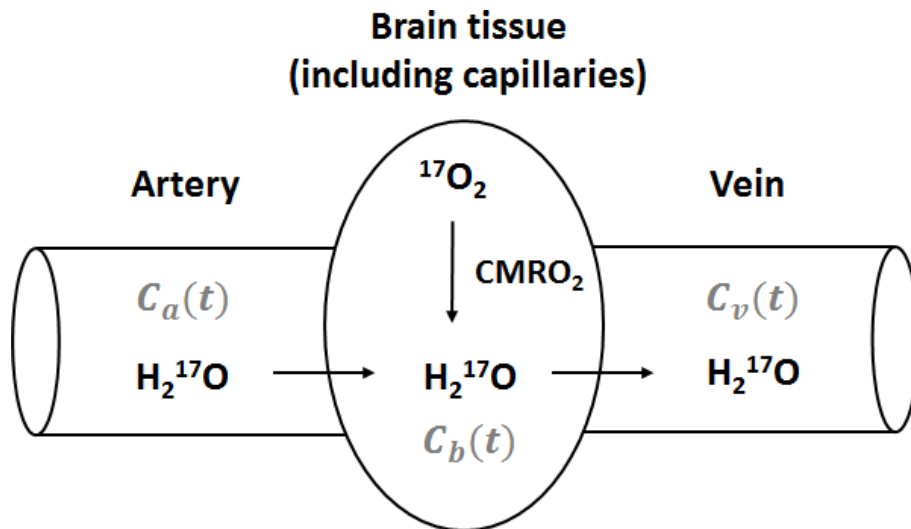 Brain tissue
(including capillaries)
Artery
¹⁷O₂
Vein
CMRO₂
Cₐ(t)
Cᵥ(t)
H₂¹⁷O
H₂¹⁷O
H₂¹⁷O
C_b(t)